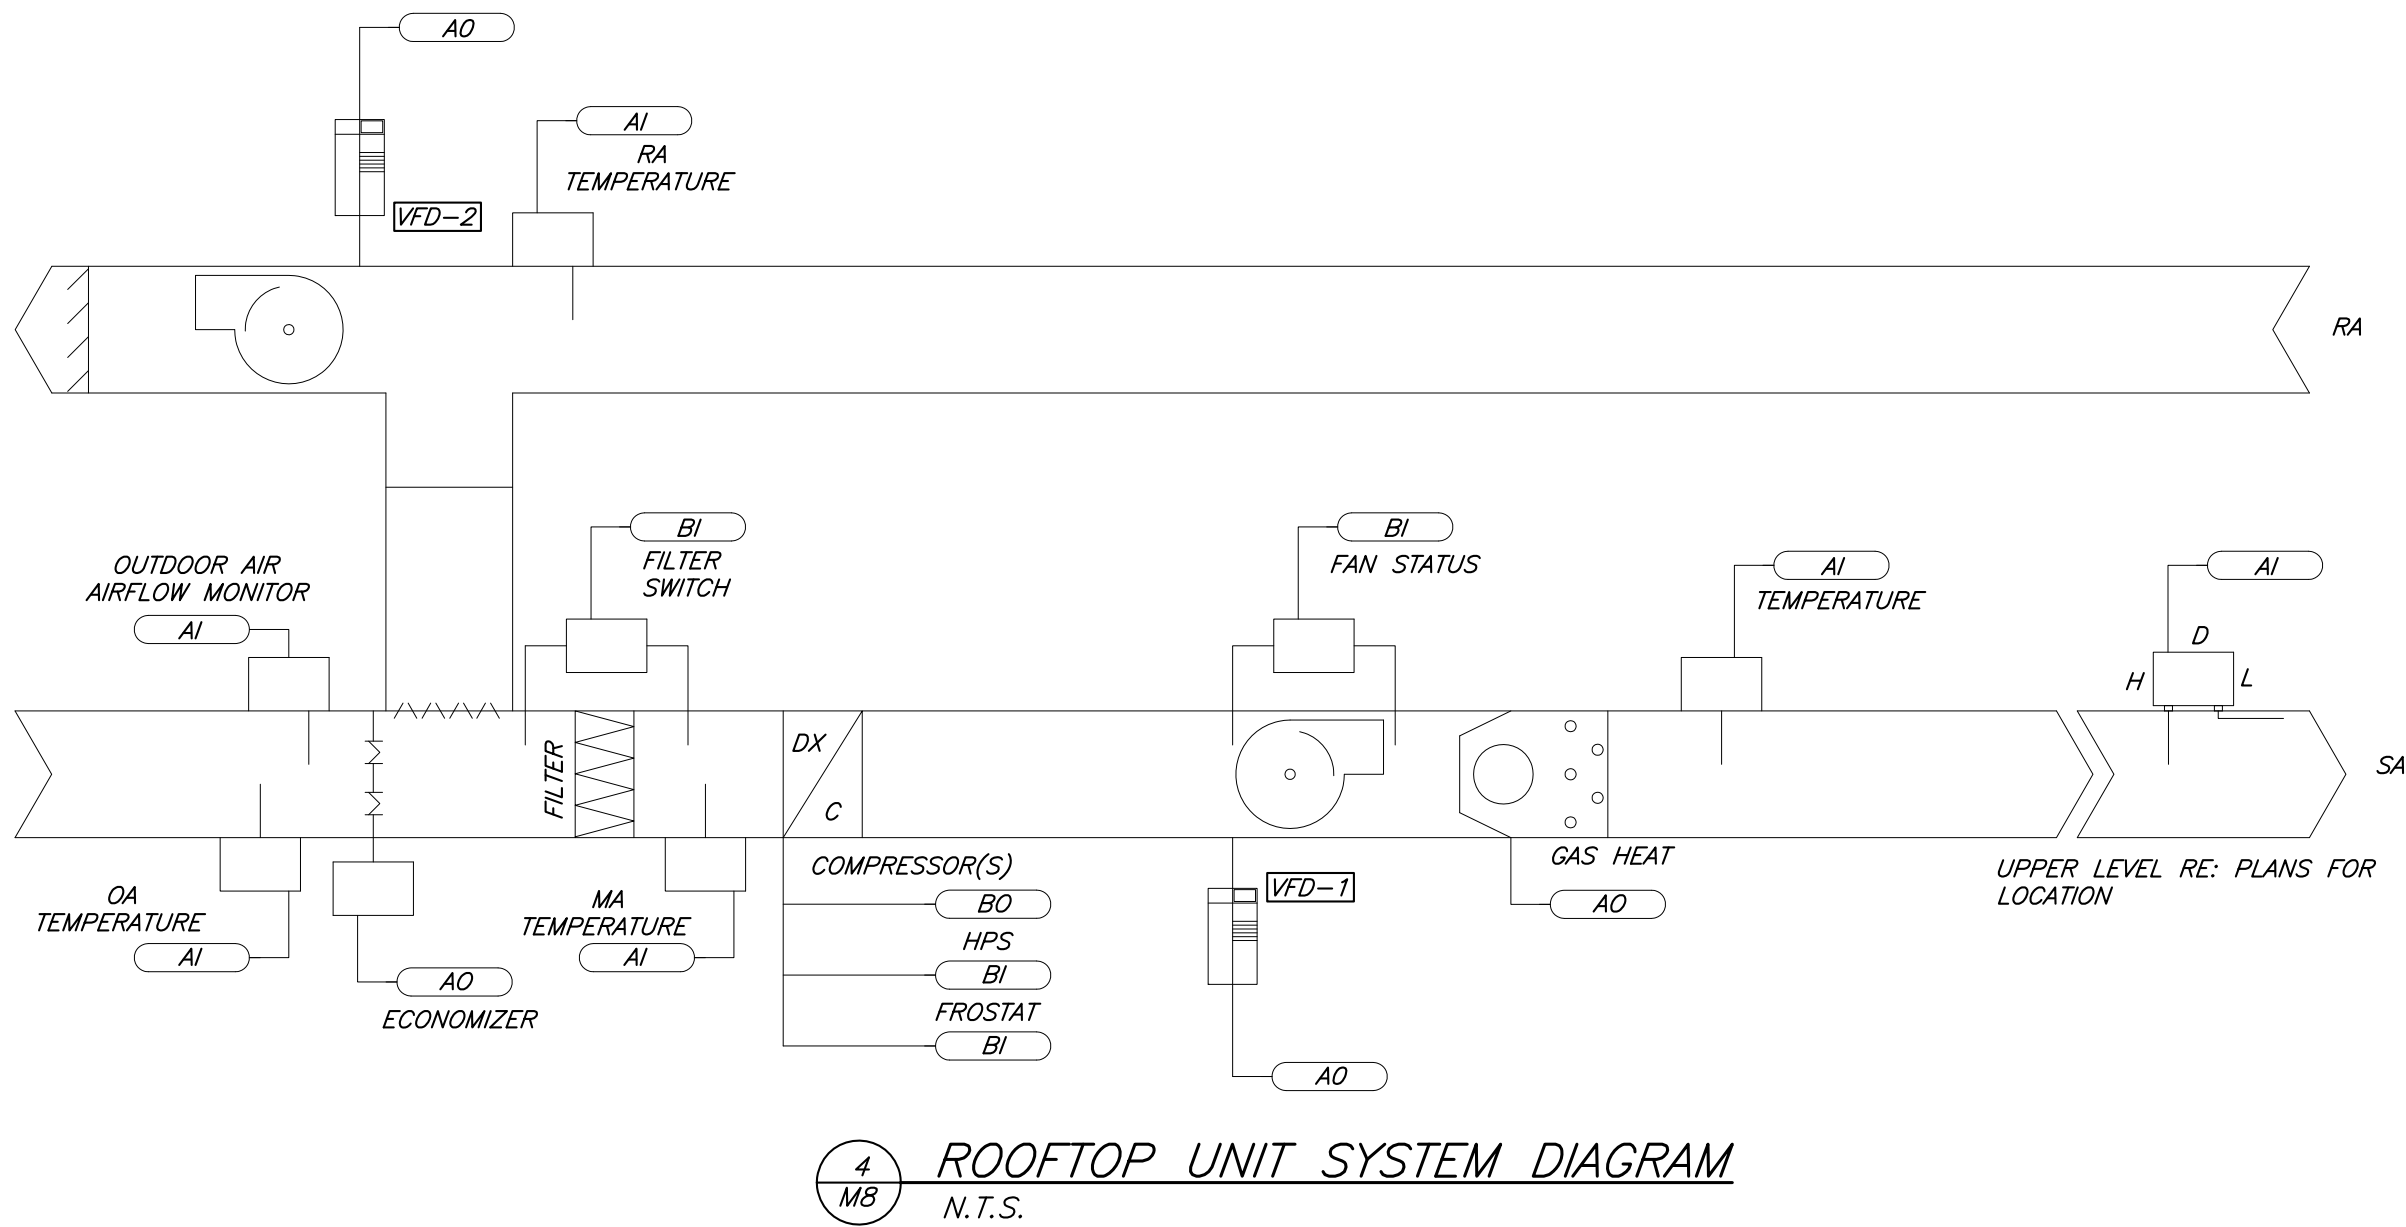 AO
AI
RA
TEMPERATURE
VFD-2
RA
BI
FILTER
SWITCH
BI
FAN STATUS
OUTDOOR AIR
AIRFLOW MONITOR
AI
AI
TEMPERATURE
AI
D
H
L
FILTER
DX
C
SA
OA
TEMPERATURE
AI
AO
ECONOMIZER
MA
TEMPERATURE
AI
COMPRESSOR(S)
BO
HPS
BI
FROSTAT
BI
VFD-1
AO
GAS HEAT
AO
UPPER LEVEL RE: PLANS FOR
LOCATION
4
M8
ROOFTOP UNIT SYSTEM DIAGRAM
N.T.S.